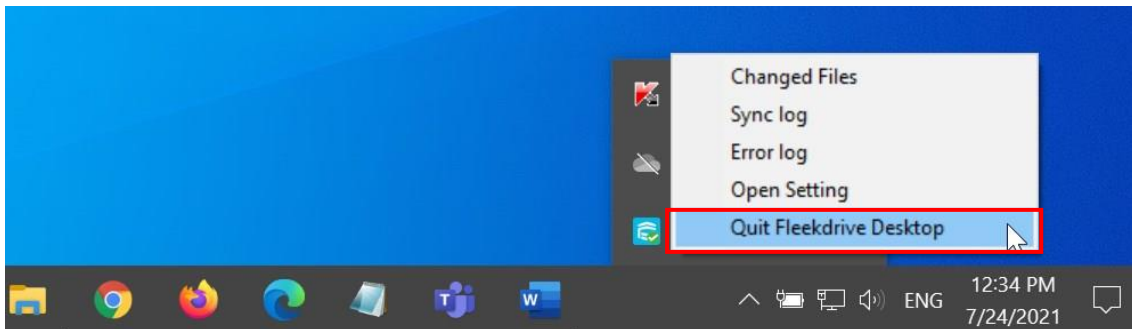 Changed Files
Sync log
Error log
Open Setting
Quit Fleekdrive Desktop
ENG
12:34 PM
7/24/2021